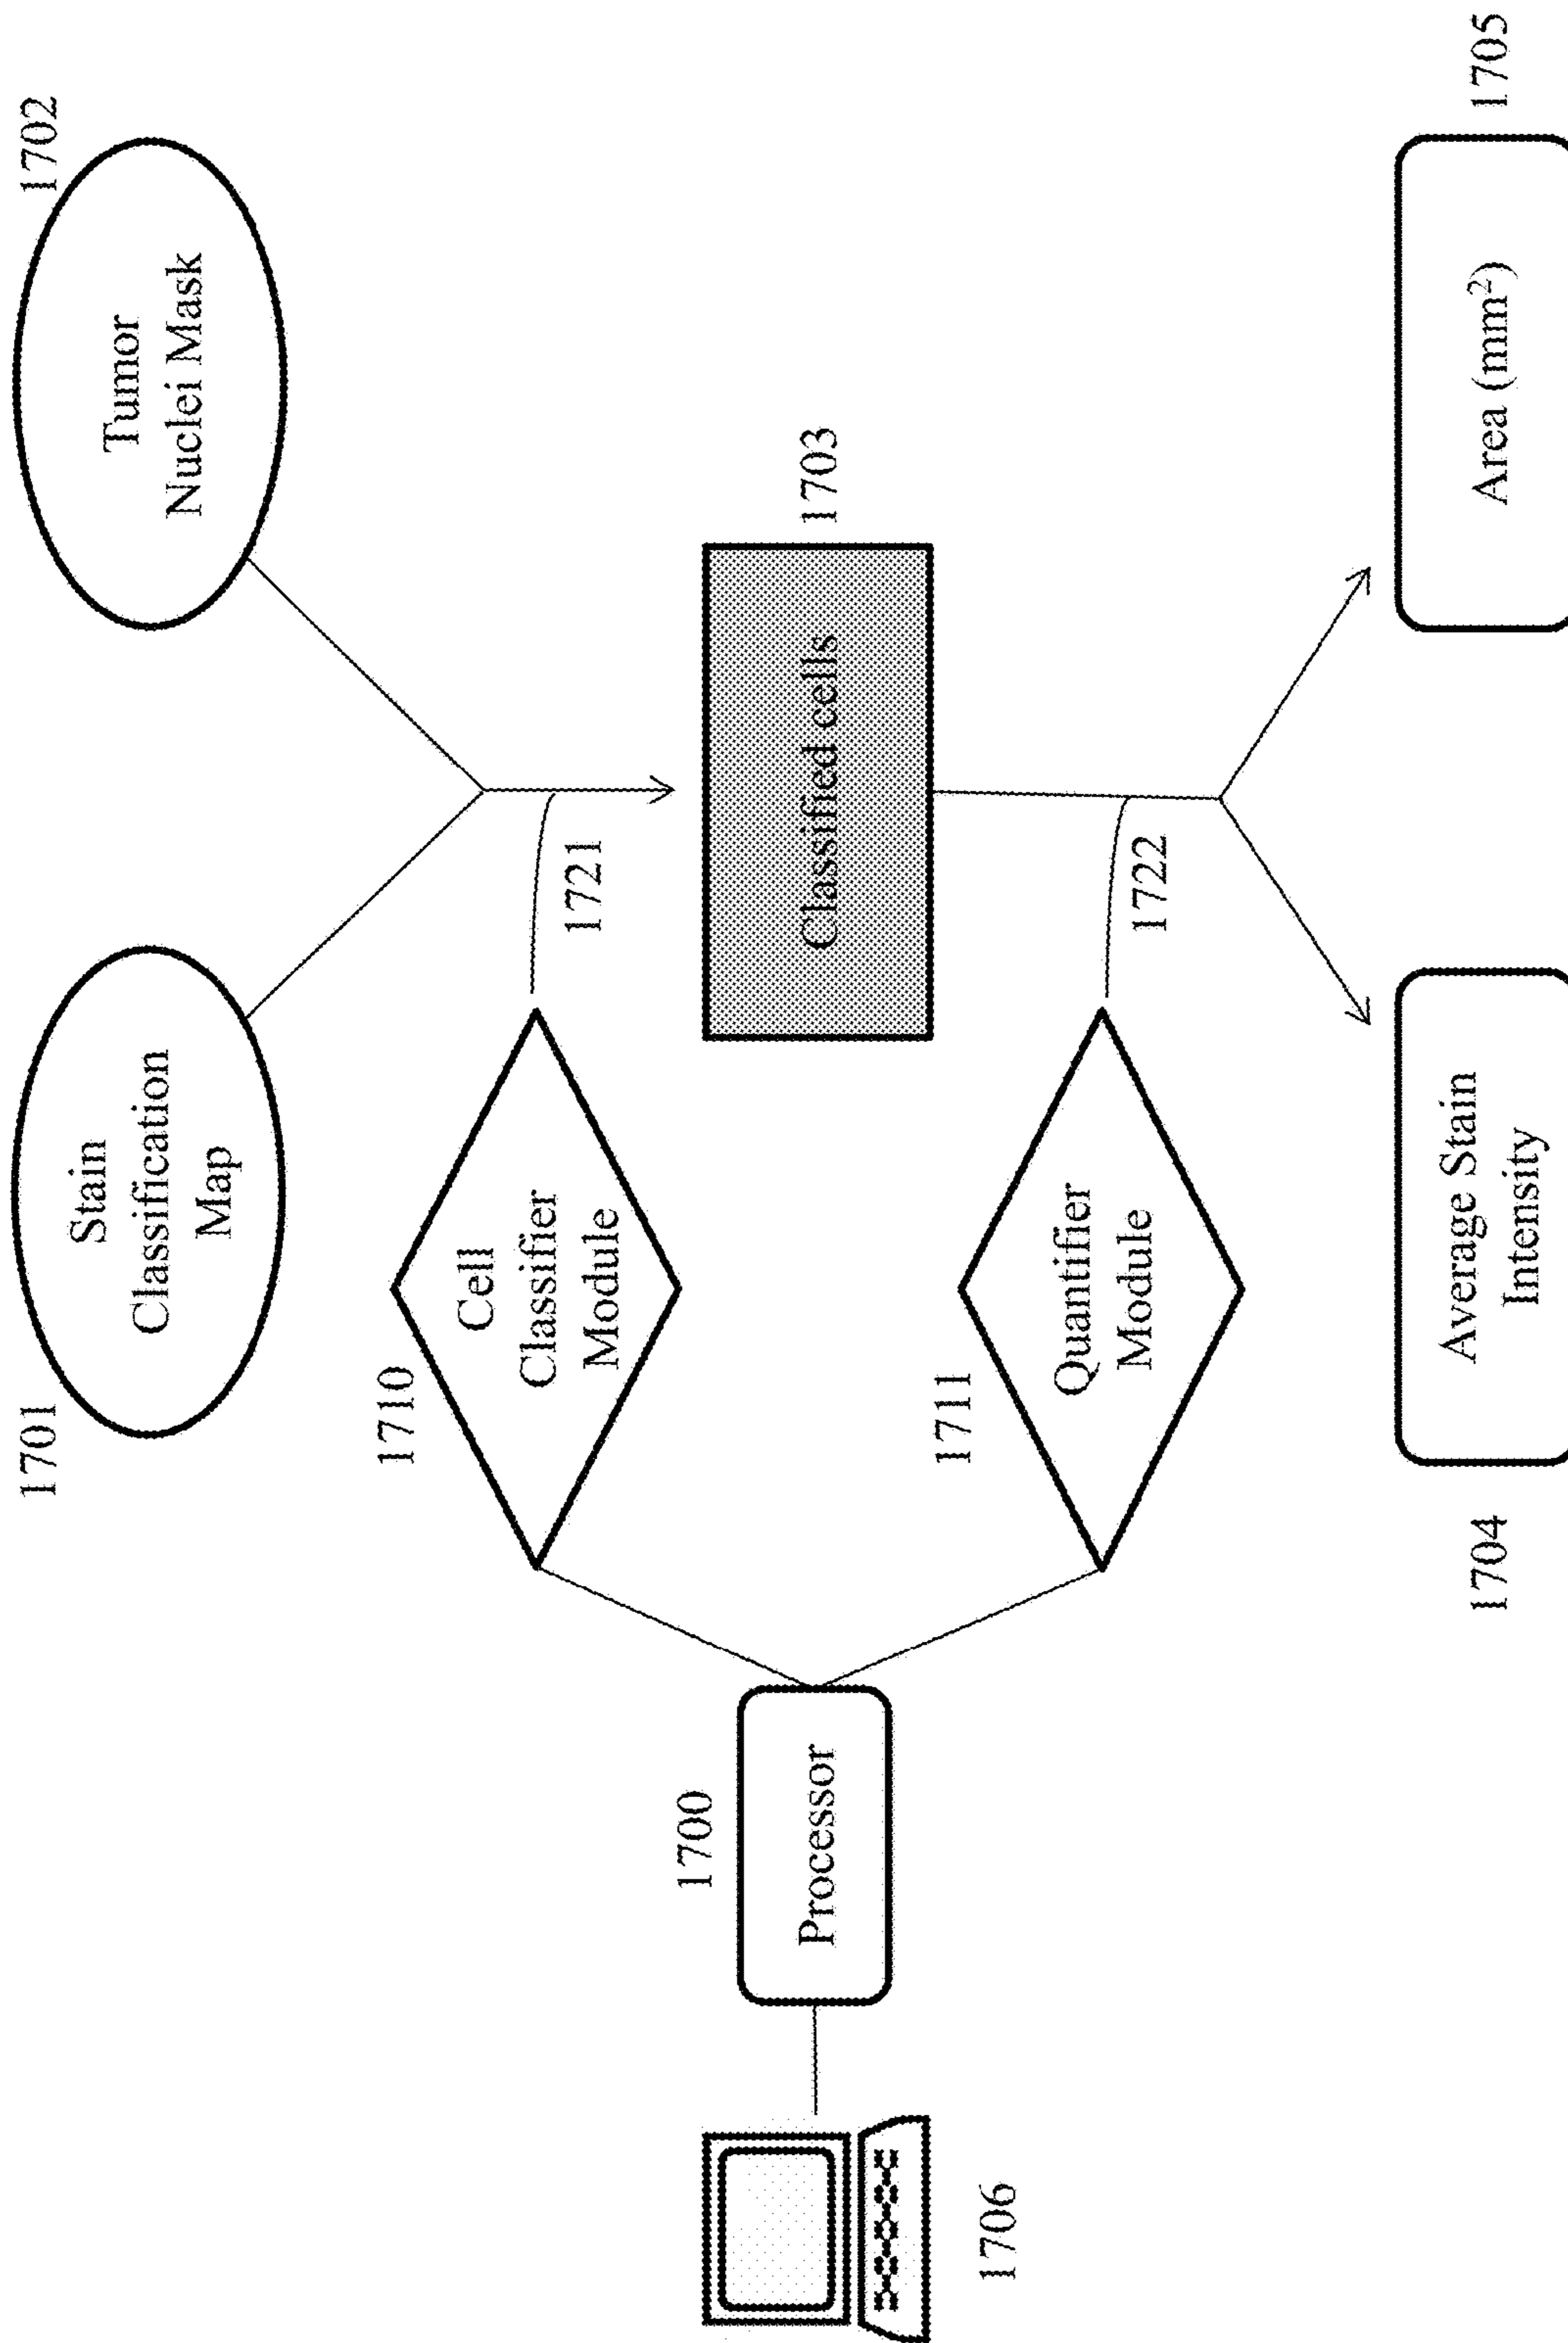 1701
Stain
Classification
Map
1702
Tumor
Nuclei Mask
1710
Cell
Classifier
Module
1721
1700
Processor
1706
Classified cells
1703
1711
Quantifier
Module
1722
1704
Average Stain
Intensity
Area (mm²)
1705